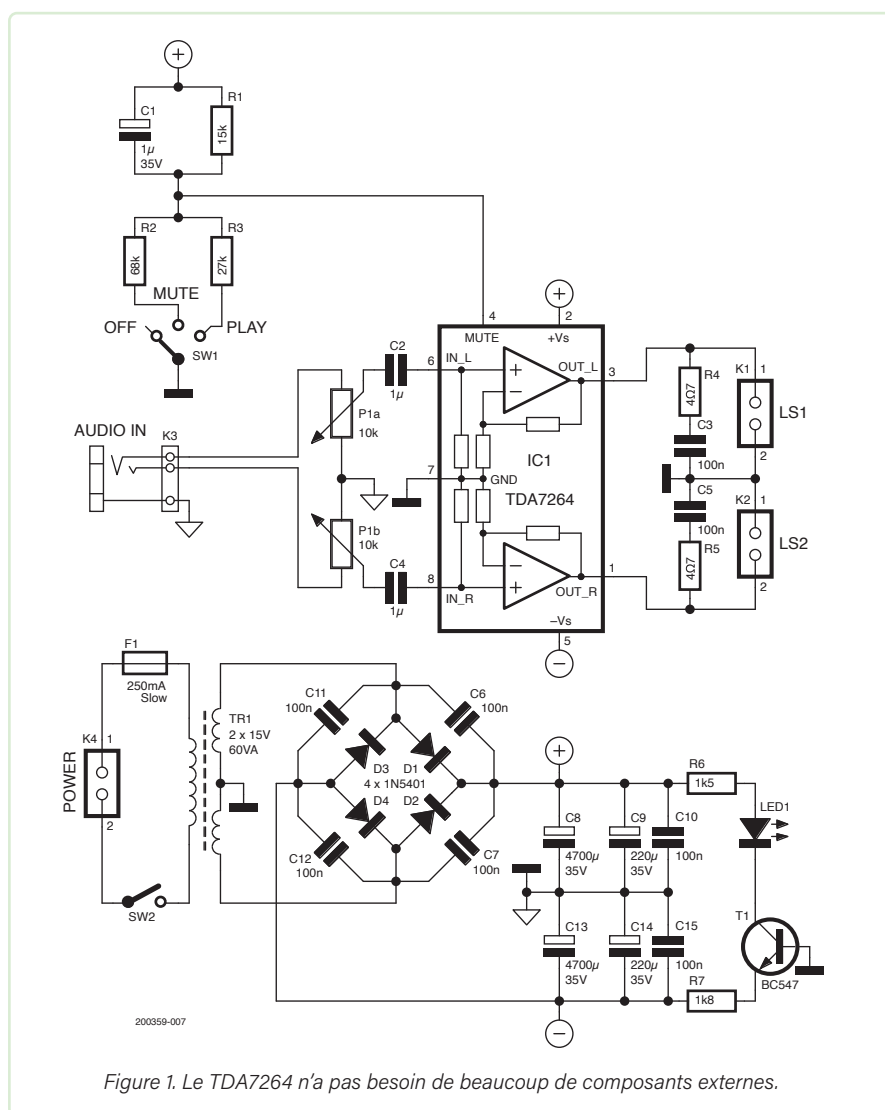 +
C1
1µ
35V
R1
15k
R2
68k
R3
27k
MUTE
OFF
PLAY
SW1
4
MUTE
+
2
+Vs
C2
1µ
6
IN_L
OUT_L
3
+
−
P1a
10k
AUDIO IN
K3
7
GND
IC1
TDA7264
P1b
10k
C4
1µ
8
IN_R
−
+
OUT_R
1
−Vs
5
−
R4
4Ω7
C3
100n
C5
100n
R5
4Ω7
K1
1
2
LS1
K2
1
2
LS2
F1
250mA
Slow
K4
1
2
POWER
SW2
TR1
2 x 15V
60VA
C11
100n
C6
100n
D3
D1
4 x 1N5401
D4
D2
C12
100n
C7
100n
+
C8
4700µ
35V
C9
220µ
35V
C10
100n
R6
1k5
LED1
C13
4700µ
35V
C14
220µ
35V
C15
100n
R7
1k8
T1
BC547
−
200359-007
Figure 1. Le TDA7264 n'a pas besoin de beaucoup de composants externes.